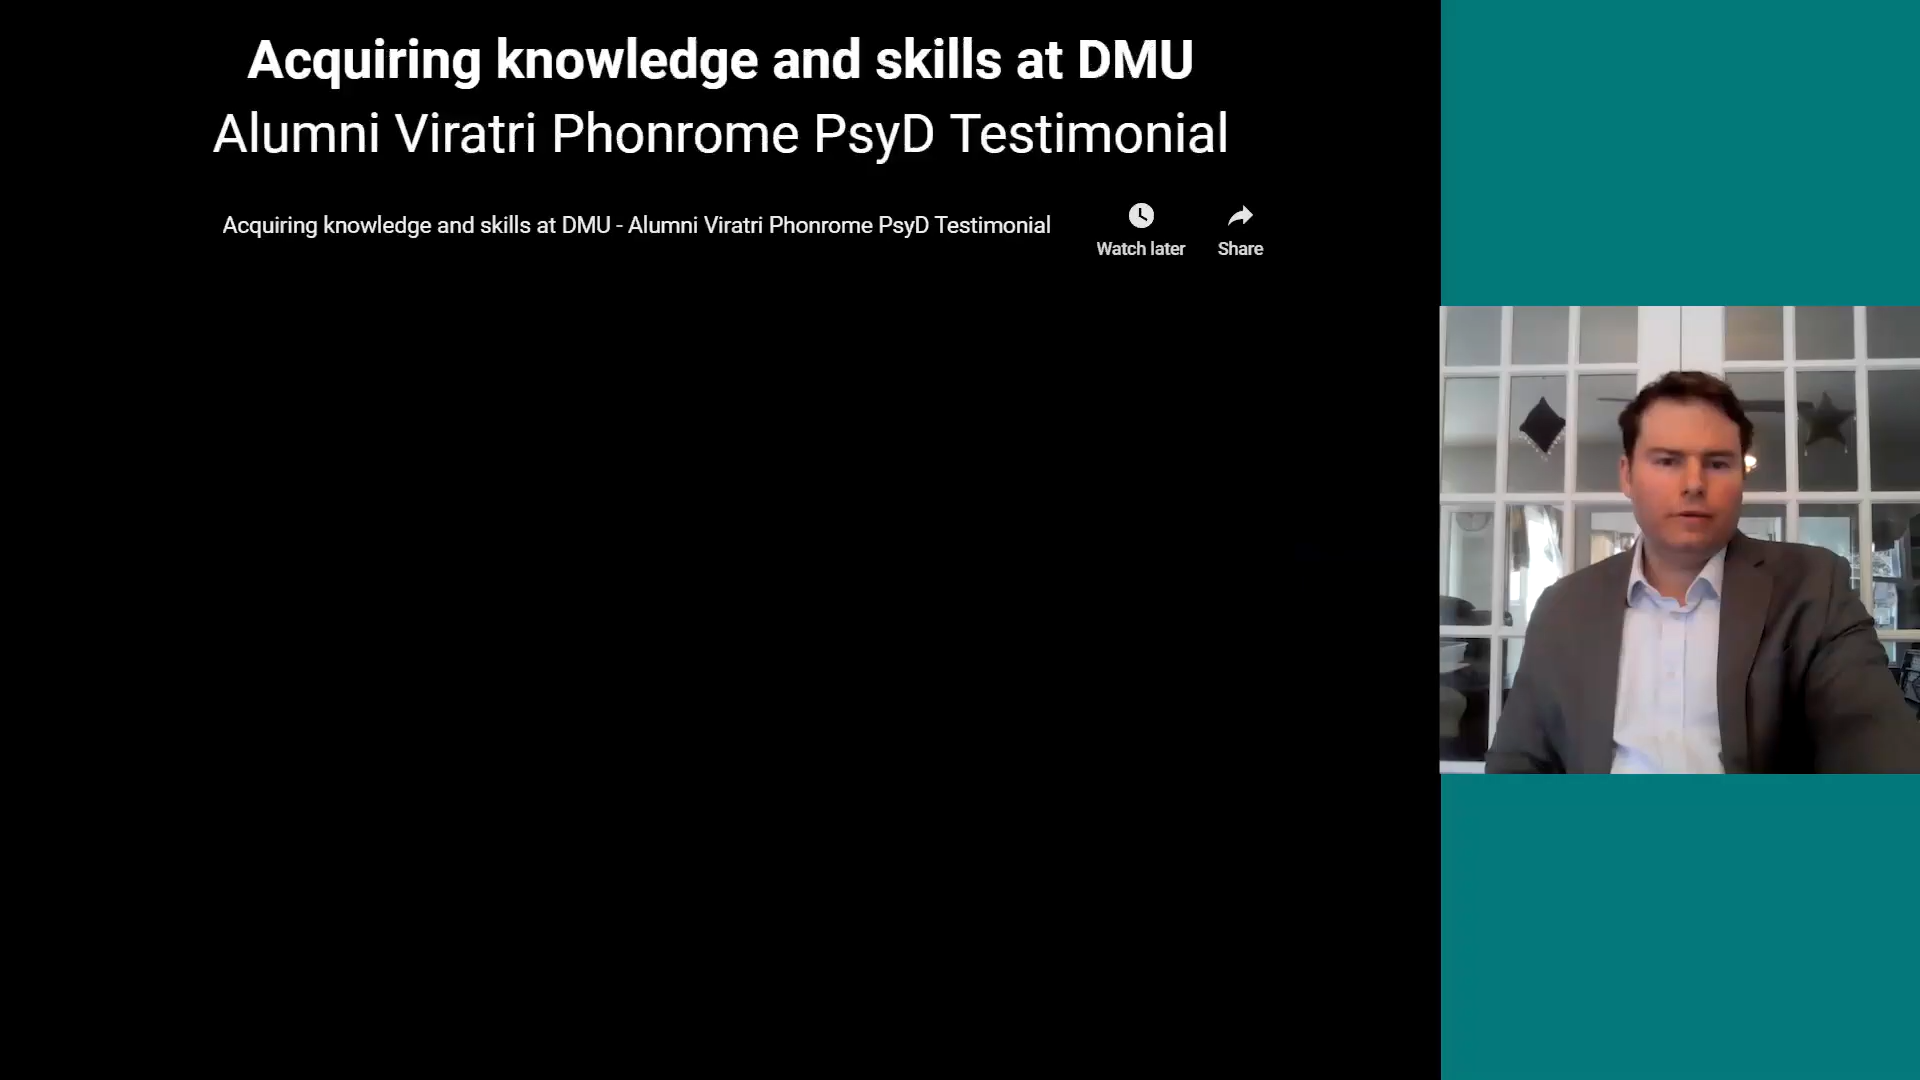 Acquiring knowledge and skills at DMU
Alumni Viratri Phonrome PsyD Testimonial
Acquiring knowledge and skills at DMU - Alumni Viratri Phonrome PsyD Testimonial
Watch later
Share